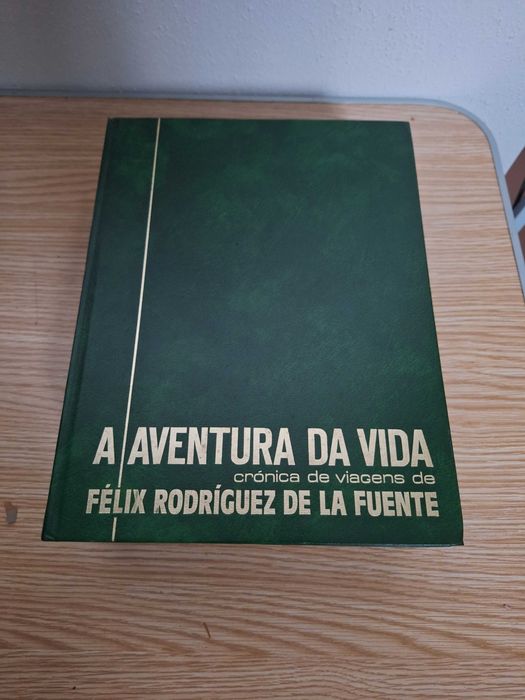 A AVENTURA DA VIDA
crónica de viagens de
FÉLIX RODRÍGUEZ DE LA FUENTE